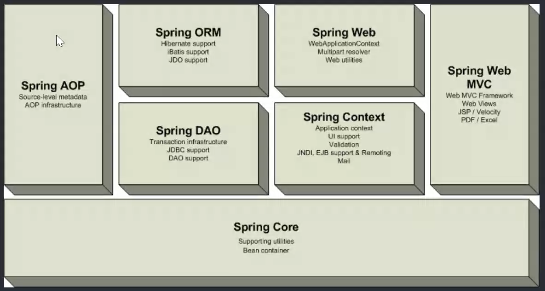 Spring AOP
Source-level metadata
AOP infrastructure
Spring ORM
Hibernate support
iBatis support
JDO support
Spring Web
WebApplicationContext
Multipart resolver
Web utilities
Spring Web
MVC
Web MVC Framework
Web Views
JSP / Velocity
PDF / Excel
Spring DAO
Transaction infrastructure
JDBC support
DAO support
Spring Context
Application context
UI support
Validation
JNDI, EJB support & Remoting
Mail
Spring Core
Supporting utilities
Bean container